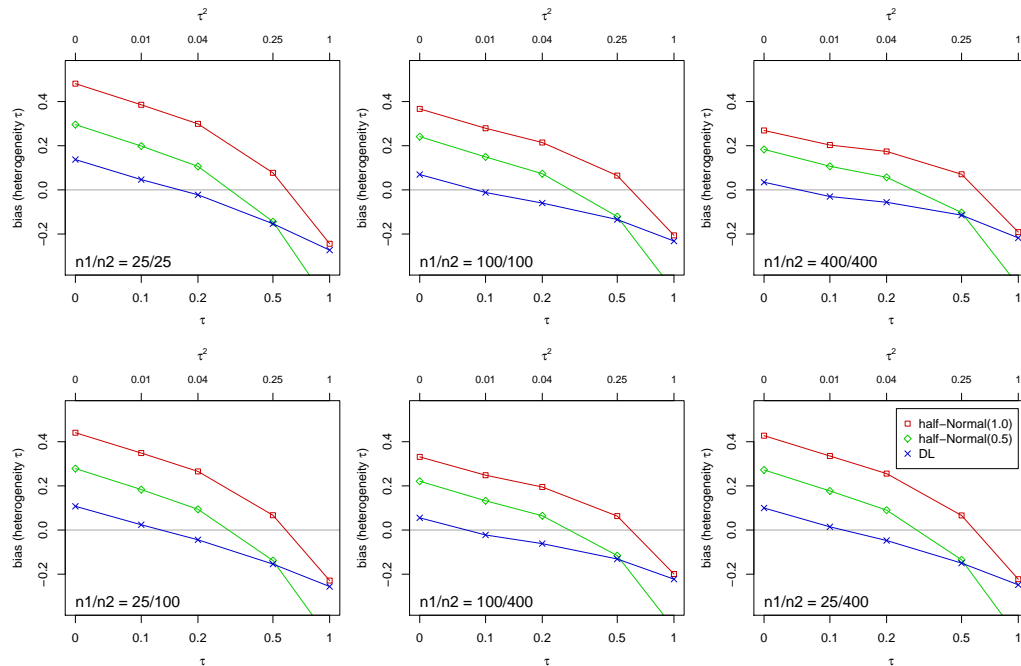 τ²
τ²
τ²
0 0.01 0.04 0.25 1
0 0.01 0.04 0.25 1
0 0.01 0.04 0.25 1
bias (heterogeneity τ)
−0.2 0.0 0.2 0.4
n1/n2 = 25/25
bias (heterogeneity τ)
−0.2 0.0 0.2 0.4
n1/n2 = 100/100
bias (heterogeneity τ)
−0.2 0.0 0.2 0.4
n1/n2 = 400/400
0 0.1 0.2 0.5 1
0 0.1 0.2 0.5 1
0 0.1 0.2 0.5 1
τ
τ
τ
τ²
τ²
τ²
0 0.01 0.04 0.25 1
0 0.01 0.04 0.25 1
0 0.01 0.04 0.25 1
bias (heterogeneity τ)
−0.2 0.0 0.2 0.4
n1/n2 = 25/100
bias (heterogeneity τ)
−0.2 0.0 0.2 0.4
n1/n2 = 100/400
bias (heterogeneity τ)
−0.2 0.0 0.2 0.4
half−Normal(1.0)
half−Normal(0.5)
DL
n1/n2 = 25/400
0 0.1 0.2 0.5 1
0 0.1 0.2 0.5 1
0 0.1 0.2 0.5 1
τ
τ
τ